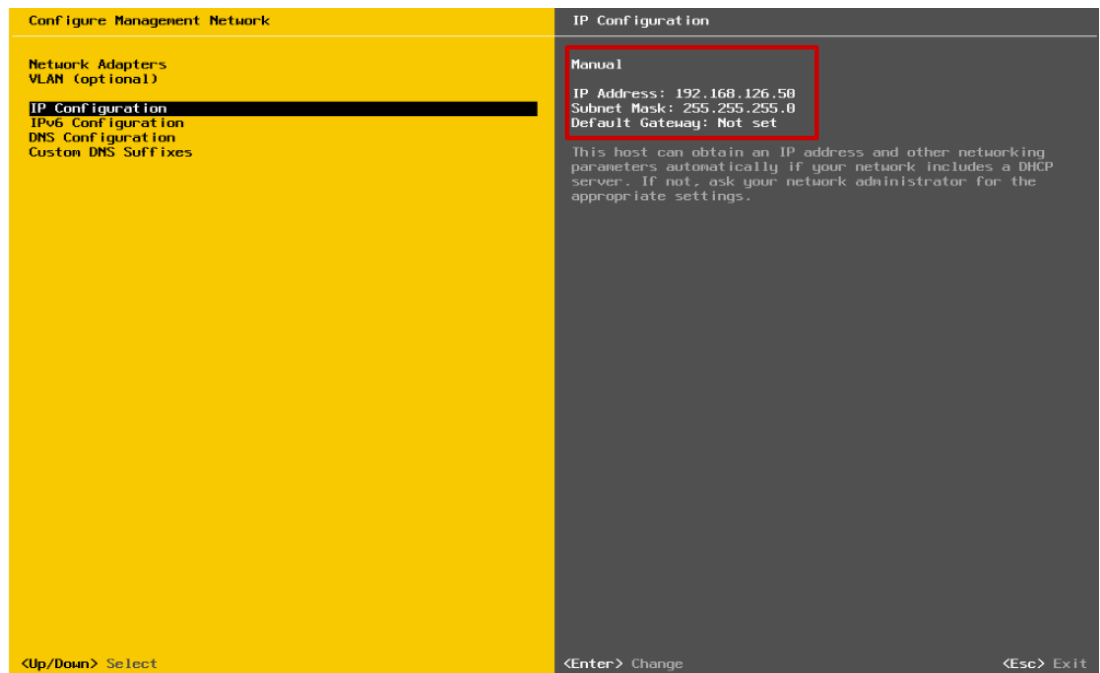 Configure Management Network
Network Adapters
VLAN (optional)
IP Configuration
IPv6 Configuration
DNS Configuration
Custom DNS Suffixes
<Up/Down> Select
IP Configuration
Manual
IP Address: 192.168.126.50
Subnet Mask: 255.255.255.0
Default Gateway: Not set
This host can obtain an IP address and other networking
parameters automatically if your network includes a DHCP
server. If not, ask your network administrator for the
appropriate settings.
<Enter> Change
<Esc> Exit